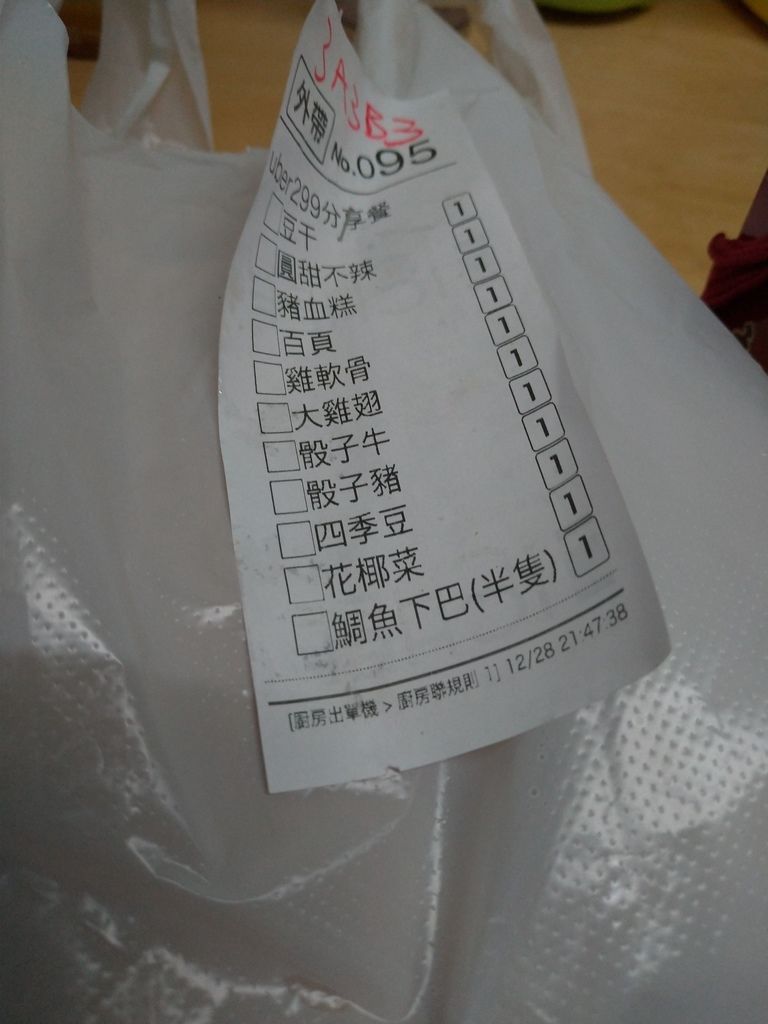 3A3B3
外帶 No.095
uber299分享餐
豆干 1
圓甜不辣 1
豬血糕 1
百頁 1
雞軟骨 1
大雞翅 1
骰子牛 1
骰子豬 1
四季豆 1
花椰菜 1
鯛魚下巴(半隻) 1
[廚房出單機 > 廚房聯規則 1] 12/28 21:47:38